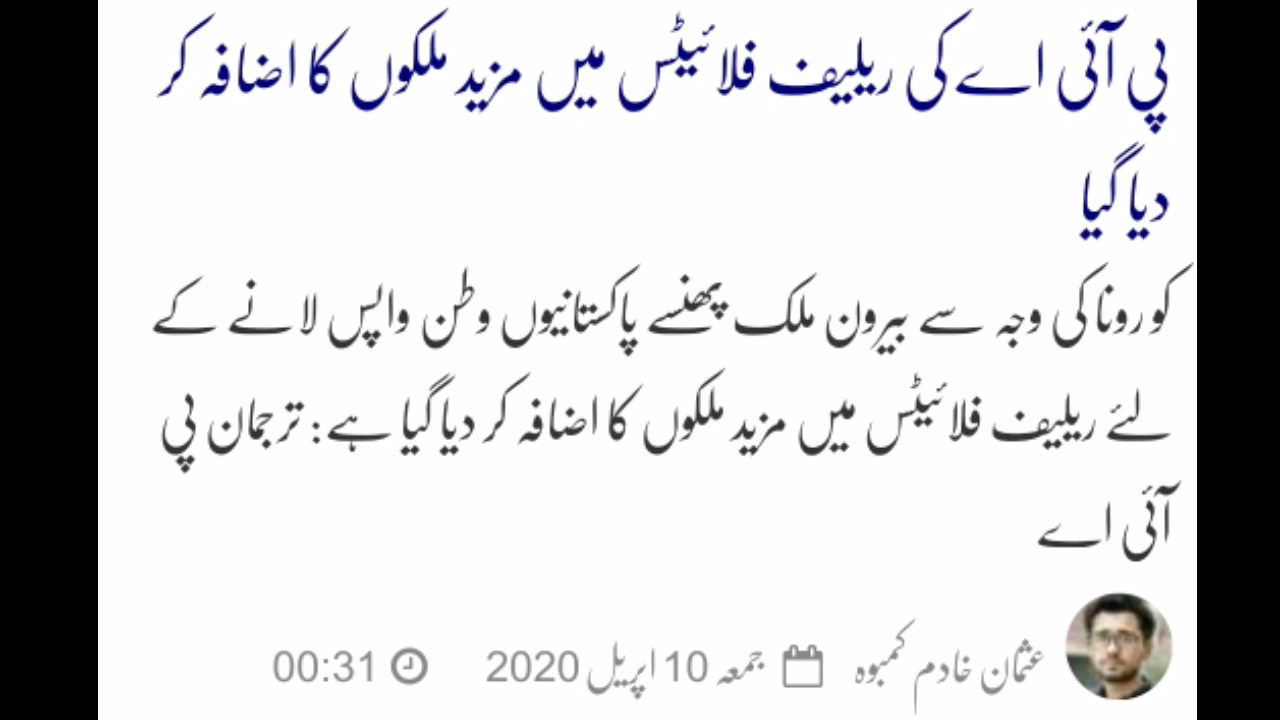 پی آئی اے کی ریلیف فلائیٹس میں مزید ملکوں کا اضافہ کر
دیا گیا
کورونا کی وجہ سے بیرون ملک پھنسے پاکستانیوں وطن واپس لانے کے
لئے ریلیف فلائیٹس میں مزید ملکوں کا اضافہ کر دیا گیا ہے: ترجمان پی
آئی اے
عثمان خادم کمبوہ جمعہ 10 اپریل 2020 00:31